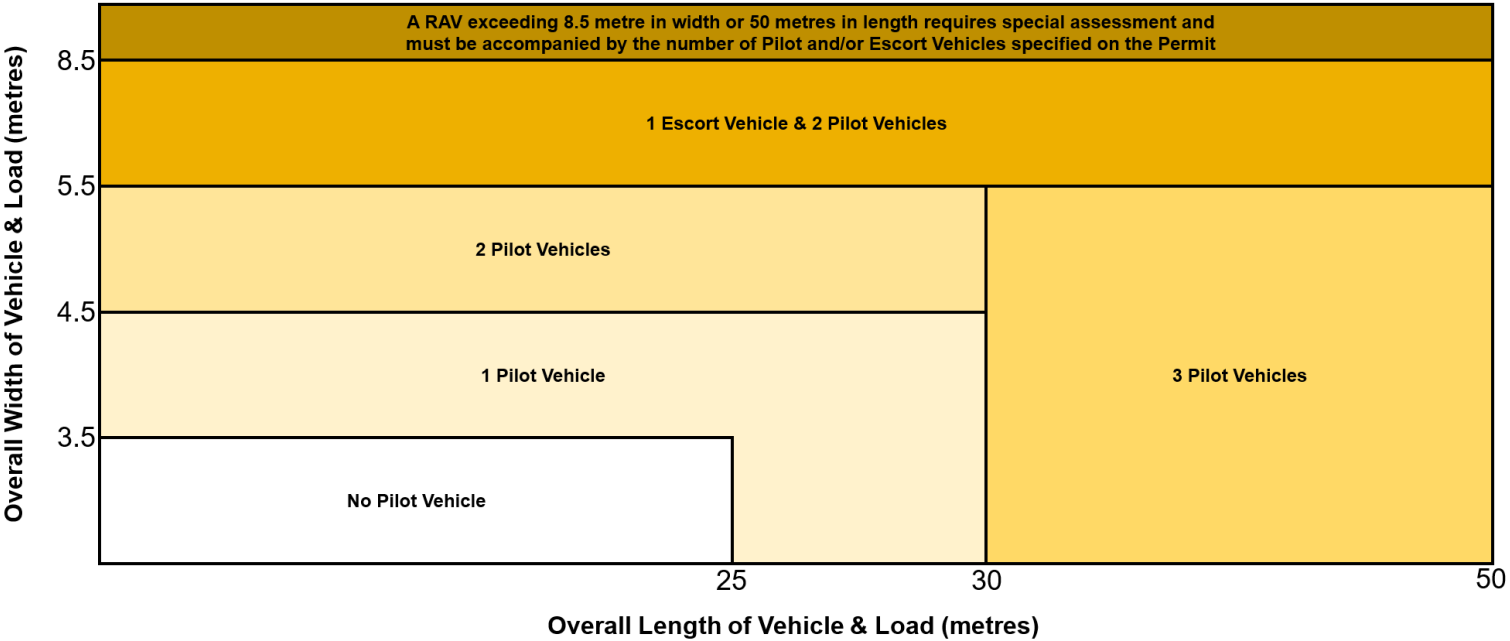 A RAV exceeding 8.5 metre in width or 50 metres in length requires special assessment and
must be accompanied by the number of Pilot and/or Escort Vehicles specified on the Permit
8.5
1 Escort Vehicle & 2 Pilot Vehicles
5.5
2 Pilot Vehicles
4.5
1 Pilot Vehicle
3 Pilot Vehicles
3.5
No Pilot Vehicle
25
30
50
Overall Width of Vehicle & Load (metres)
Overall Length of Vehicle & Load (metres)